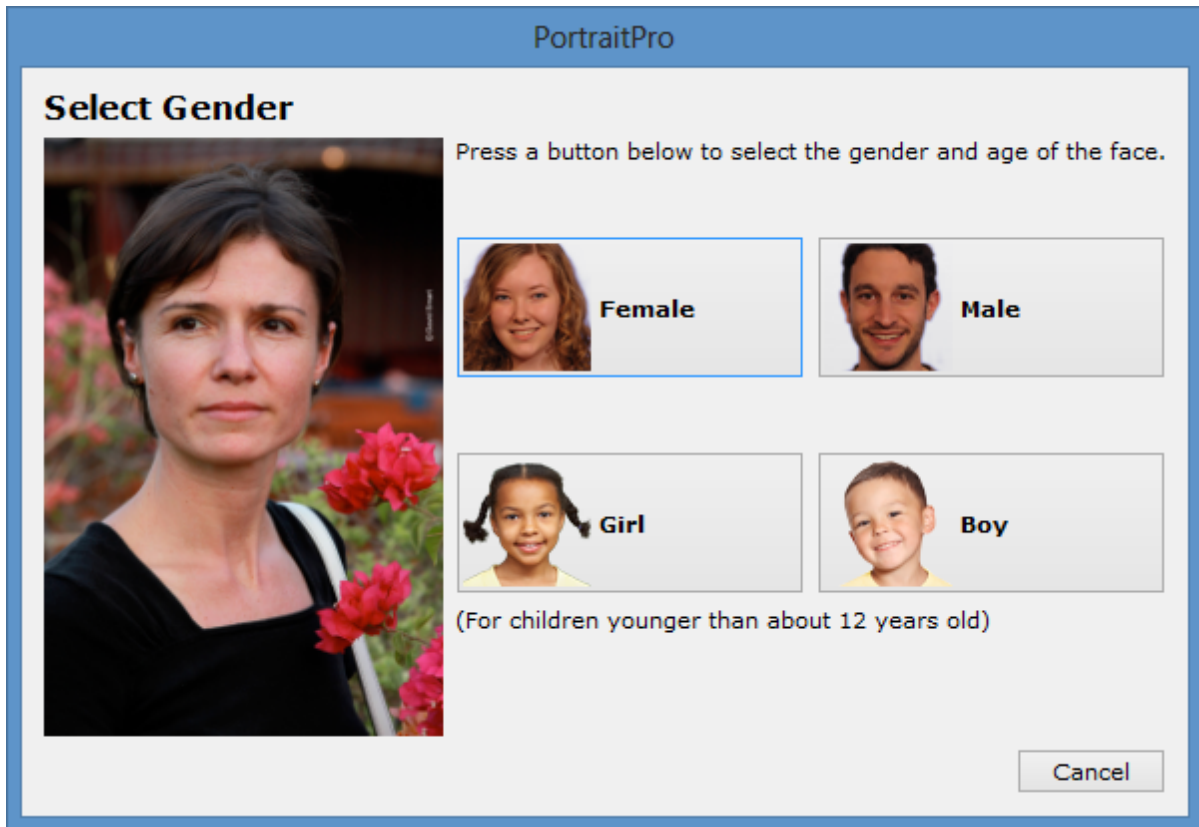 PortraitPro
Select Gender
Press a button below to select the gender and age of the face.
Female
Male
Girl
Boy
(For children younger than about 12 years old)
Cancel